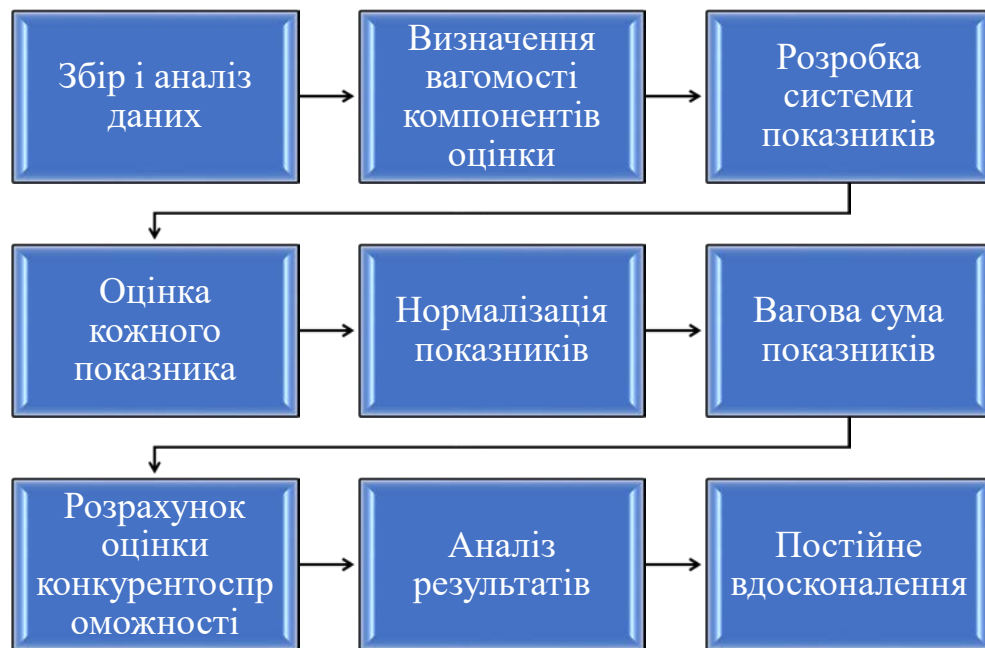 Збір і аналіз
даних
Визначення
вагомості
компонентів
оцінки
Розробка
системи
показників
Оцінка
кожного
показника
Нормалізація
показників
Вагова сума
показників
Розрахунок
оцінки
конкурентоспр
оможності
Аналіз
результатів
Постійне
вдосконалення